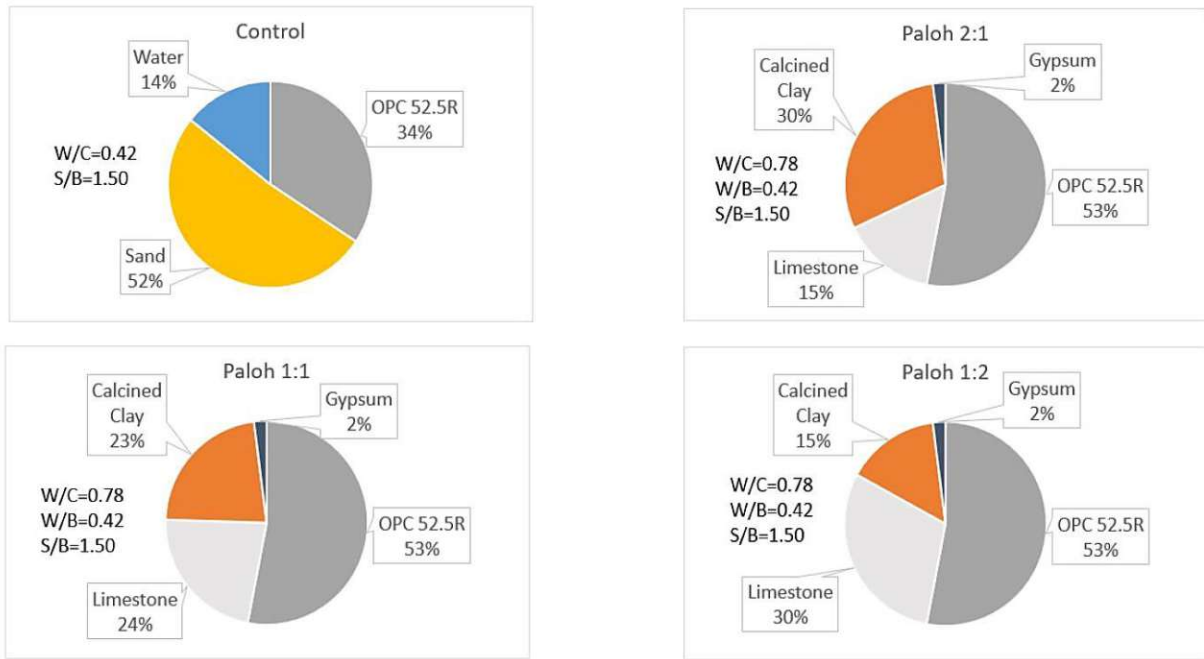 Control
Water
14%
OPC 52.5R
34%
W/C=0.42
S/B=1.50
Sand
52%
Paloh 2:1
Calcined
Clay
30%
Gypsum
2%
W/C=0.78
W/B=0.42
S/B=1.50
OPC 52.5R
53%
Limestone
15%
Paloh 1:1
Calcined
Clay
23%
Gypsum
2%
W/C=0.78
W/B=0.42
S/B=1.50
OPC 52.5R
53%
Limestone
24%
Paloh 1:2
Calcined
Clay
15%
Gypsum
2%
W/C=0.78
W/B=0.42
S/B=1.50
OPC 52.5R
53%
Limestone
30%